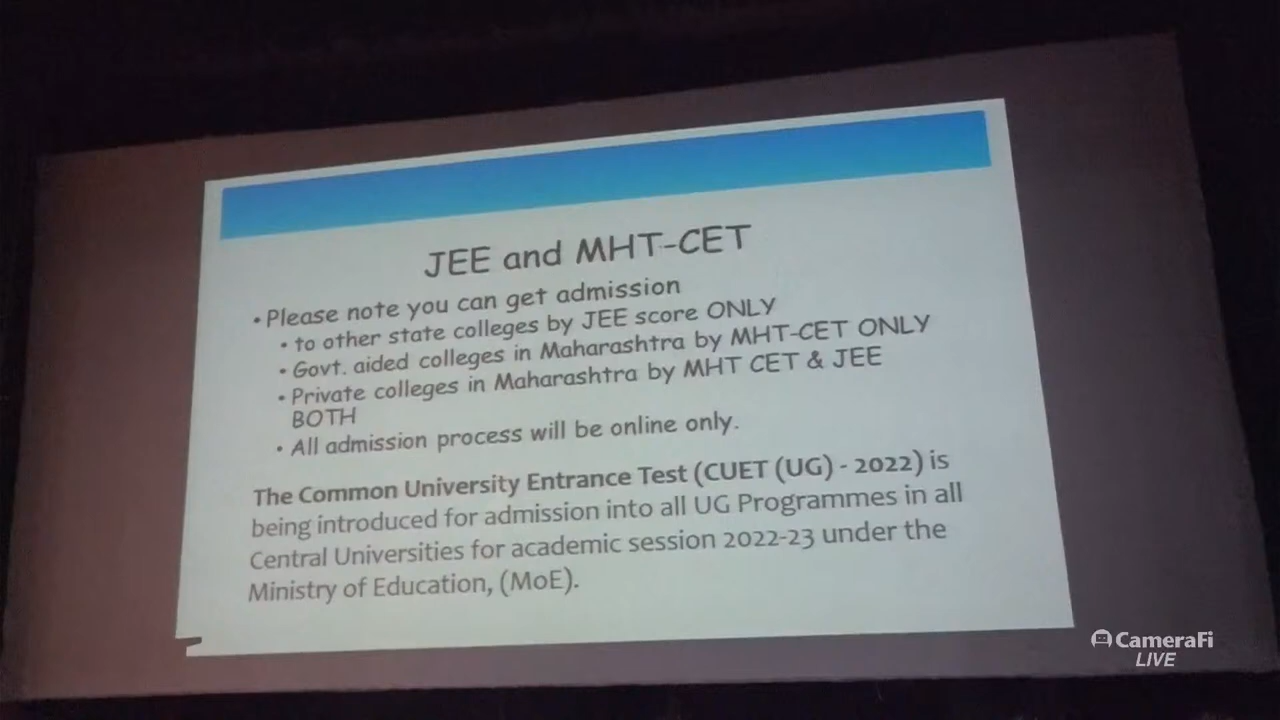 JEE and MHT-CET
• Please note you can get admission
• to other state colleges by JEE score ONLY
• Govt. aided colleges in Maharashtra by MHT-CET ONLY
• Private colleges in Maharashtra by MHT CET & JEE
BOTH
• All admission process will be online only.
The Common University Entrance Test (CUET (UG) - 2022) is
being introduced for admission into all UG Programmes in all
Central Universities for academic session 2022-23 under the
Ministry of Education, (MoE).
CameraFi
LIVE